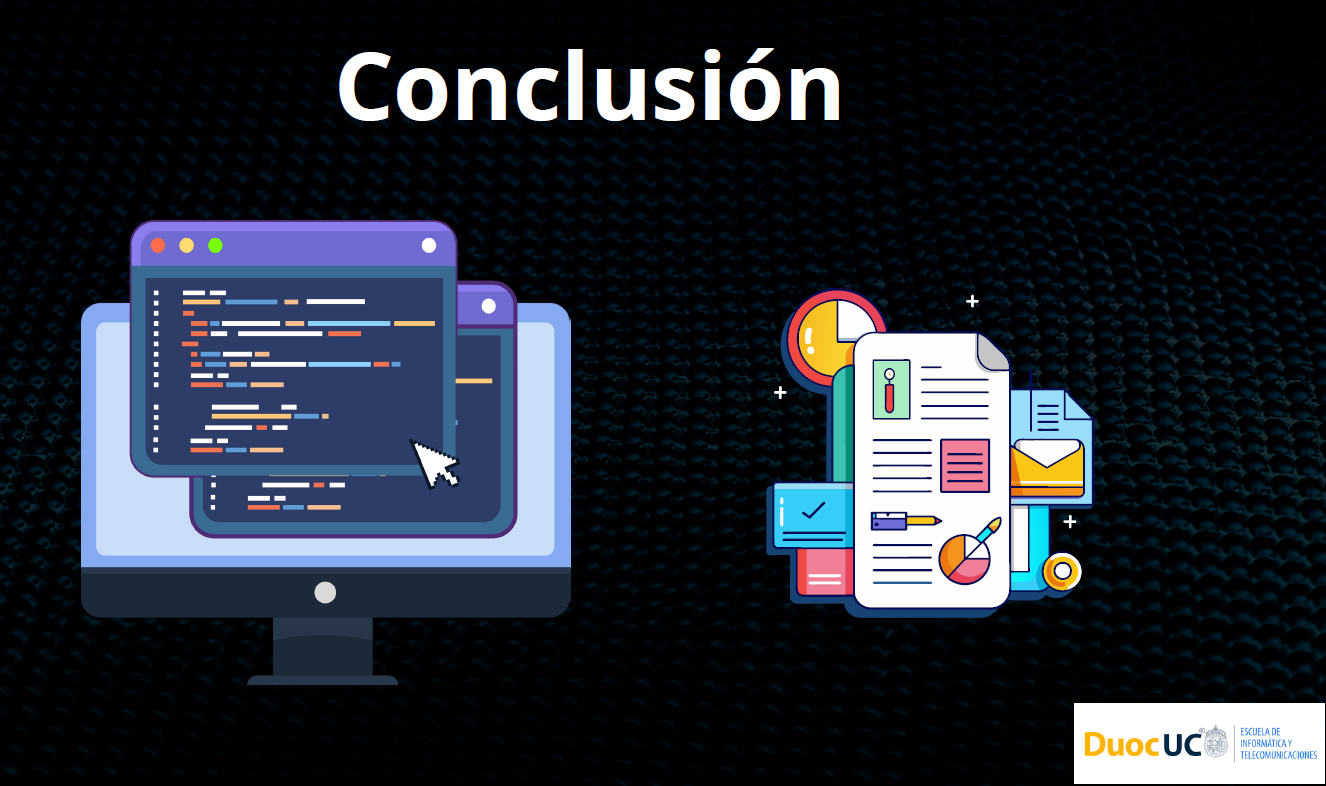 Conclusión
DuocUC
ESCUELA DE
INFORMÁTICA Y
TELECOMUNICACIONES